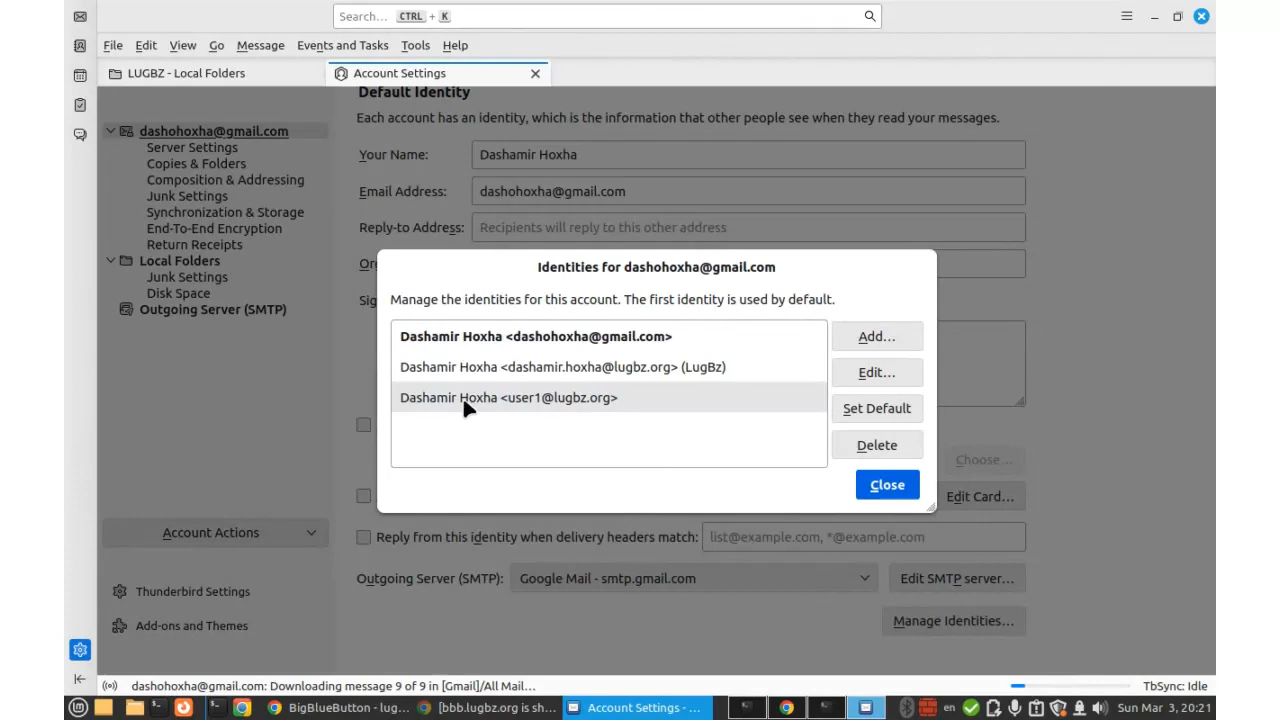 Search… CTRL + K
File Edit View Go Message Events and Tasks Tools Help
LUGBZ - Local Folders
Account Settings
dashohoxha@gmail.com
Server Settings
Copies & Folders
Composition & Addressing
Junk Settings
Synchronization & Storage
End-To-End Encryption
Return Receipts
Local Folders
Junk Settings
Disk Space
Outgoing Server (SMTP)
Account Actions
Thunderbird Settings
Add-ons and Themes
Default Identity
Each account has an identity, which is the information that other people see when they read your messages.
Your Name: Dashamir Hoxha
Email Address: dashohoxha@gmail.com
Reply-to Address: Recipients will reply to this other address
Identities for dashohoxha@gmail.com
Manage the identities for this account. The first identity is used by default.
Dashamir Hoxha <dashohoxha@gmail.com>
Dashamir Hoxha <dashamir.hoxha@lugbz.org> (LugBz)
Dashamir Hoxha <user1@lugbz.org>
Add…
Edit…
Set Default
Delete
Close
Choose…
Edit Card…
Reply from this identity when delivery headers match: list@example.com, *@example.com
Outgoing Server (SMTP): Google Mail - smtp.gmail.com Edit SMTP server…
Manage Identities…
dashohoxha@gmail.com: Downloading message 9 of 9 in [Gmail]/All Mail…
TbSync: Idle
BigBlueButton - lug…
[bbb.lugbz.org is sh…
Account Settings - …
en
Sun Mar 3, 20:21